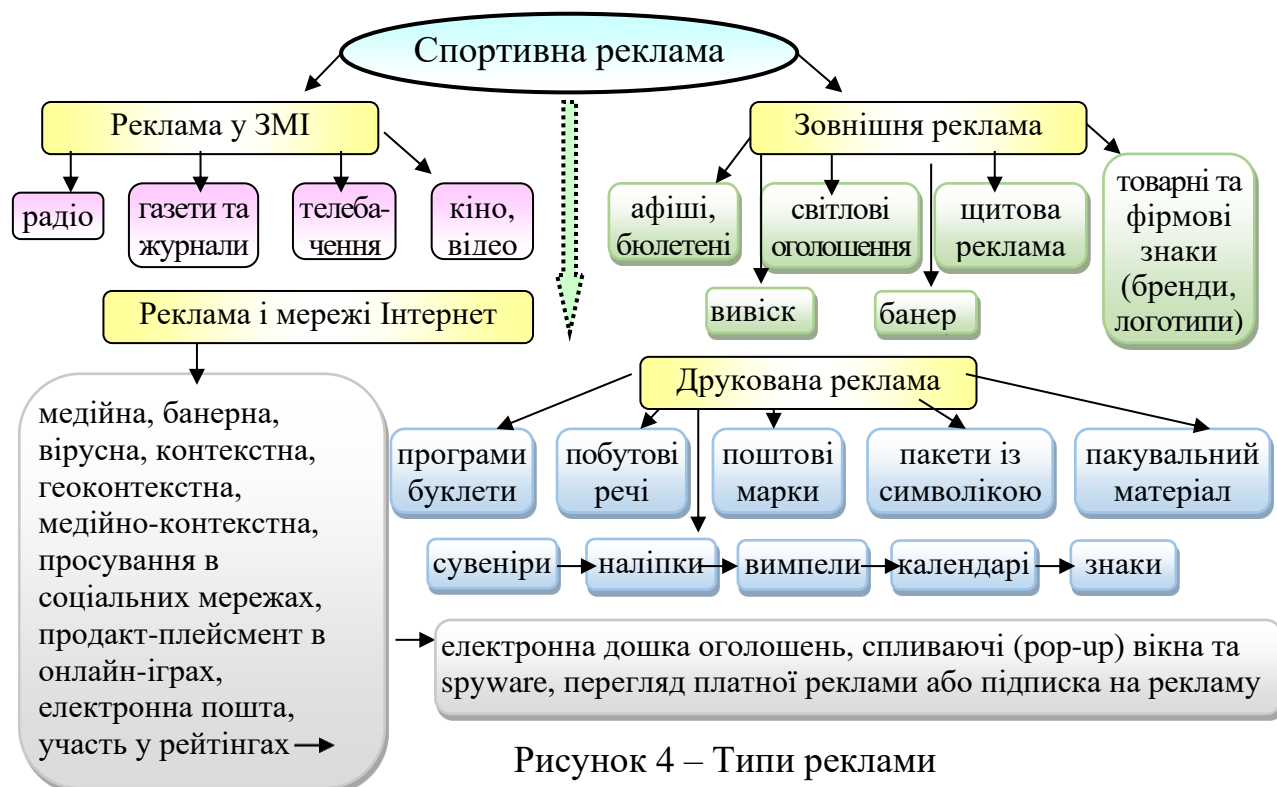 Спортивна реклама
Реклама у ЗМІ
радіо
газети та
журнали
телеба-
чення
кіно,
відео
Зовнішня реклама
афіші,
бюлетені
світлові
оголошення
щитова
реклама
товарні та
фірмові
знаки
(бренди,
логотипи)
вивіск
банер
Реклама і мережі Інтернет
медійна, банерна,
вірусна, контекстна,
геоконтекстна,
медійно-контекстна,
просування в
соціальних мережах,
продакт-плейсмент в
онлайн-іграх,
електронна пошта,
участь у рейтінгах
Друкована реклама
програми
буклети
побутові
речі
поштові
марки
пакети із
символікою
пакувальний
матеріал
сувеніри
наліпки
вимпели
календарі
знаки
електронна дошка оголошень, спливаючі (pop-up) вікна та
spyware, перегляд платної реклами або підписка на рекламу
Рисунок 4 – Типи реклами